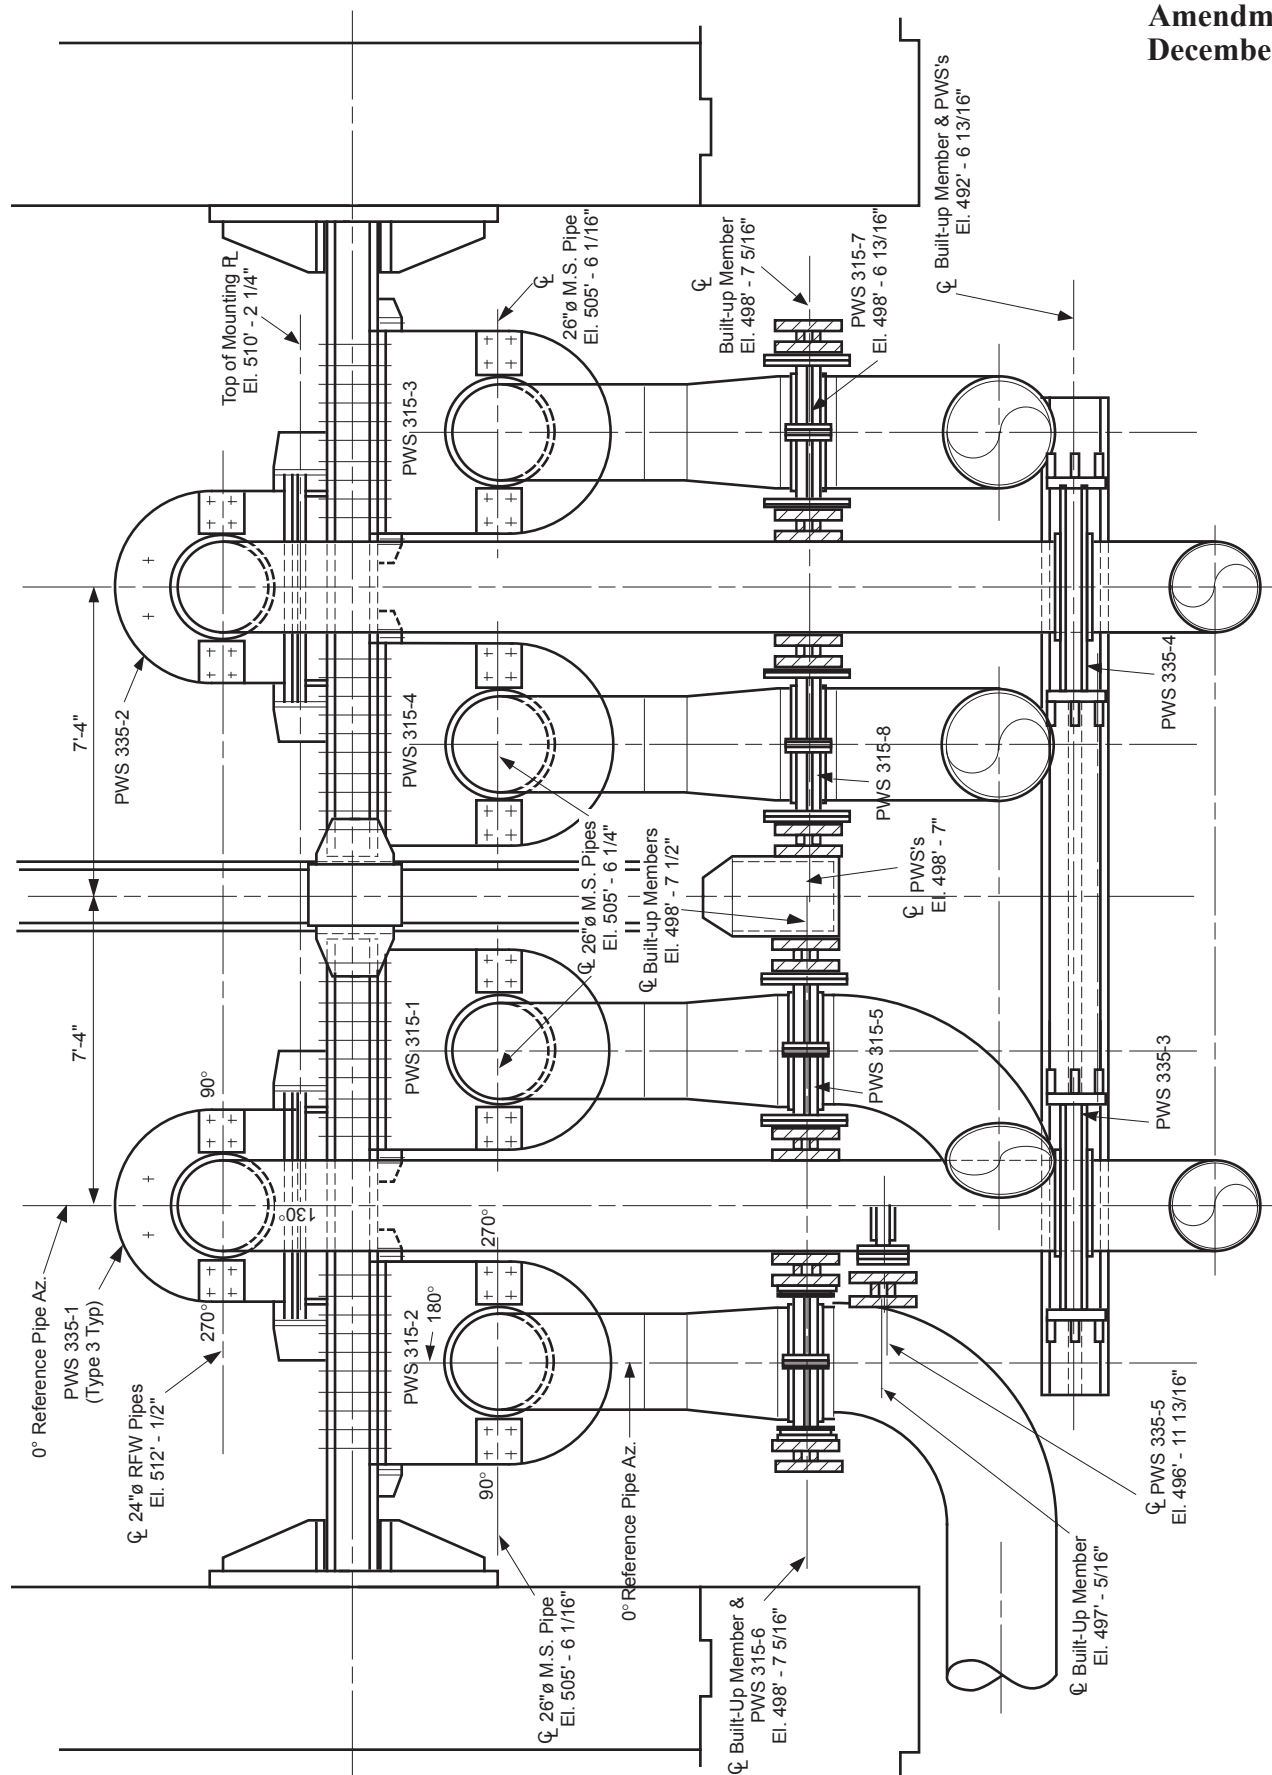 Amendm
Decembe
0° Reference Pipe Az.
PWS 335-1
(Type 3 Typ)
℄ 24"ø RFW Pipes
El. 512' - 1/2"
270°
90°
130°
7'-4"
7'-4"
PWS 335-2
Top of Mounting ℙL
El. 510' - 2 1/4"
PWS 315-2
180°
270°
90°
PWS 315-1
PWS 315-4
PWS 315-3
℄
26"ø M.S. Pipe
El. 505' - 6 1/16"
℄ 26"ø M.S. Pipe
El. 505' - 6 1/16"
0° Reference Pipe Az.
℄ 26"ø M.S. Pipes
El. 505' - 6 1/4"
℄ Built-up Members
El. 498' - 7 1/2"
℄
Built-up Member
El. 498' - 7 5/16"
PWS 315-7
El. 498' - 6 13/16"
℄ Built-up Member & PWS's
El. 492' - 6 13/16"
PWS 315-8
℄ PWS's
El. 498' - 7"
PWS 315-5
℄ Built-Up Member &
PWS 315-6
El. 498' - 7 5/16"
PWS 335-4
PWS 335-3
℄ PWS 335-5
El. 496' - 11 13/16"
℄ Built-Up Member
El. 497' - 5/16"